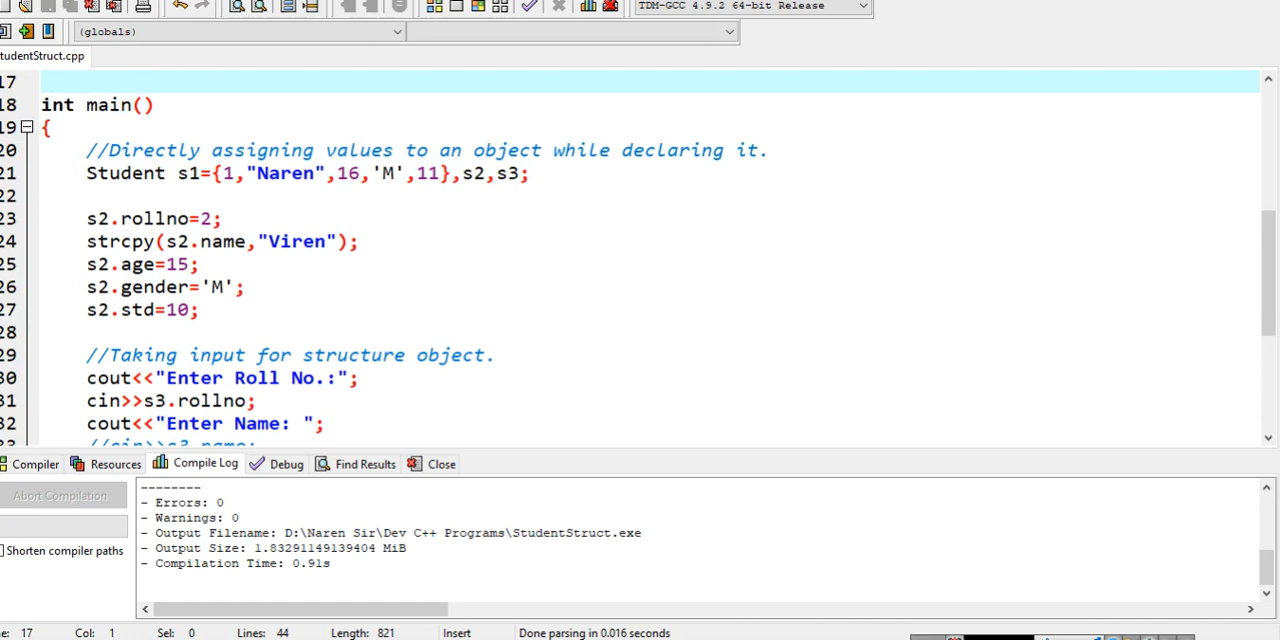 TDM-GCC 4.9.2 64-bit Release
(globals)
tudentStruct.cpp
17
18 int main()
19 {
20 //Directly assigning values to an object while declaring it.
21 Student s1={1,"Naren",16,'M',11},s2,s3;
22
23 s2.rollno=2;
24 strcpy(s2.name,"Viren");
25 s2.age=15;
26 s2.gender='M';
27 s2.std=10;
28
29 //Taking input for structure object.
30 cout<<"Enter Roll No.:";
31 cin>>s3.rollno;
32 cout<<"Enter Name: ";
33 //cin>>s3.name;
Compiler Resources Compile Log Debug Find Results Close
Abort Compilation
Shorten compiler paths
--------
- Errors: 0
- Warnings: 0
- Output Filename: D:\Naren Sir\Dev C++ Programs\StudentStruct.exe
- Output Size: 1.83291149139404 MiB
- Compilation Time: 0.91s
e: 17 Col: 1 Sel: 0 Lines: 44 Length: 821 Insert Done parsing in 0.016 seconds